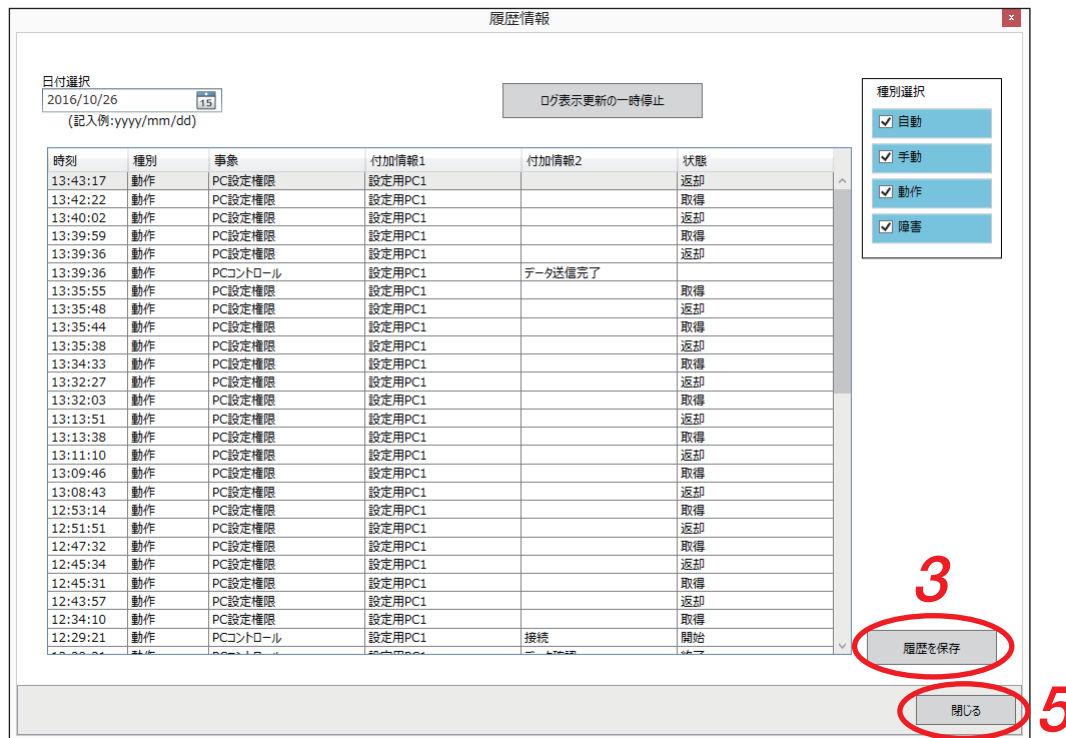 履歴情報
x
日付選択
2016/10/26 15
(記入例:yyyy/mm/dd)
ログ表示更新の一時停止
種別選択
自動
手動
動作
障害
時刻 種別 事象 付加情報1 付加情報2 状態
13:43:17 動作 PC設定権限 設定用PC1 返却
13:42:22 動作 PC設定権限 設定用PC1 取得
13:40:02 動作 PC設定権限 設定用PC1 返却
13:39:59 動作 PC設定権限 設定用PC1 取得
13:39:36 動作 PC設定権限 設定用PC1 返却
13:39:36 動作 PCコントロール 設定用PC1 データ送信完了
13:35:55 動作 PC設定権限 設定用PC1 取得
13:35:48 動作 PC設定権限 設定用PC1 返却
13:35:44 動作 PC設定権限 設定用PC1 取得
13:35:38 動作 PC設定権限 設定用PC1 返却
13:34:33 動作 PC設定権限 設定用PC1 取得
13:32:27 動作 PC設定権限 設定用PC1 返却
13:32:03 動作 PC設定権限 設定用PC1 取得
13:13:51 動作 PC設定権限 設定用PC1 返却
13:13:38 動作 PC設定権限 設定用PC1 取得
13:11:10 動作 PC設定権限 設定用PC1 返却
13:09:46 動作 PC設定権限 設定用PC1 取得
13:08:43 動作 PC設定権限 設定用PC1 返却
12:53:14 動作 PC設定権限 設定用PC1 取得
12:51:51 動作 PC設定権限 設定用PC1 返却
12:47:32 動作 PC設定権限 設定用PC1 取得
12:45:34 動作 PC設定権限 設定用PC1 返却
12:45:31 動作 PC設定権限 設定用PC1 取得
12:43:57 動作 PC設定権限 設定用PC1 返却
12:34:10 動作 PC設定権限 設定用PC1 取得
12:29:21 動作 PCコントロール 設定用PC1 接続 開始
3
履歴を保存
閉じる
5